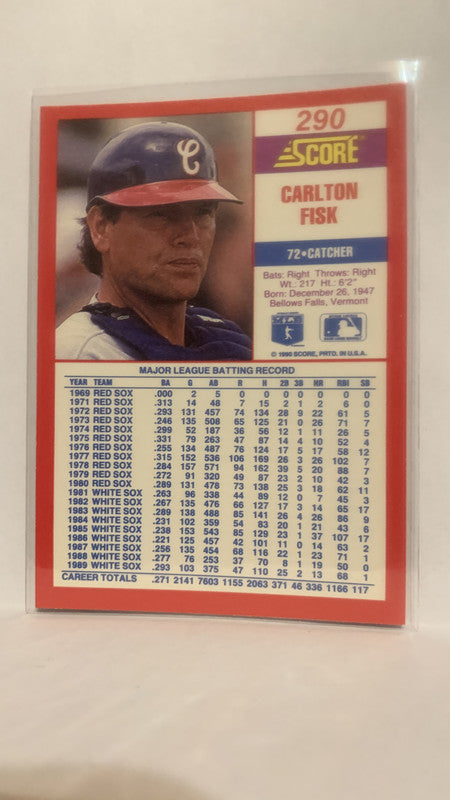 290
SCORE
CARLTON
FISK
72•CATCHER
Bats: Right Throws: Right
Wt.: 217 Ht.: 6'2"
Born: December 26, 1947
Bellows Falls, Vermont
© 1990 SCORE, PRTD. IN U.S.A.
C
MAJOR LEAGUE BATTING RECORD
YEAR TEAM BA G AB R H 2B 3B HR RBI SB
1969 RED SOX .000 2 5 0 0 0 0 0 0 0
1971 RED SOX .313 14 48 7 15 2 1 2 6 0
1972 RED SOX .293 131 457 74 134 28 9 22 61 5
1973 RED SOX .246 135 508 65 125 21 0 26 71 7
1974 RED SOX .299 52 187 36 56 12 1 11 26 5
1975 RED SOX .331 79 263 47 87 14 4 10 52 4
1976 RED SOX .255 134 487 76 124 17 5 17 58 12
1977 RED SOX .315 152 536 106 169 26 3 26 102 7
1978 RED SOX .284 157 571 94 162 39 5 20 88 7
1979 RED SOX .272 91 320 49 87 23 2 10 42 3
1980 RED SOX .289 131 478 73 138 25 3 18 62 11
1981 WHITE SOX .263 96 338 44 89 12 0 7 45 3
1982 WHITE SOX .267 135 476 66 127 17 3 14 65 17
1983 WHITE SOX .289 138 488 85 141 26 4 26 86 9
1984 WHITE SOX .231 102 359 54 83 20 1 21 43 6
1985 WHITE SOX .238 153 543 85 129 23 1 37 107 17
1986 WHITE SOX .221 125 457 42 101 11 0 14 63 2
1987 WHITE SOX .256 135 454 68 116 22 1 23 71 1
1988 WHITE SOX .277 76 253 37 70 8 1 19 50 0
1989 WHITE SOX .293 103 375 47 110 25 2 13 68 1
CAREER TOTALS .271 2141 7603 1155 2063 371 46 336 1166 117